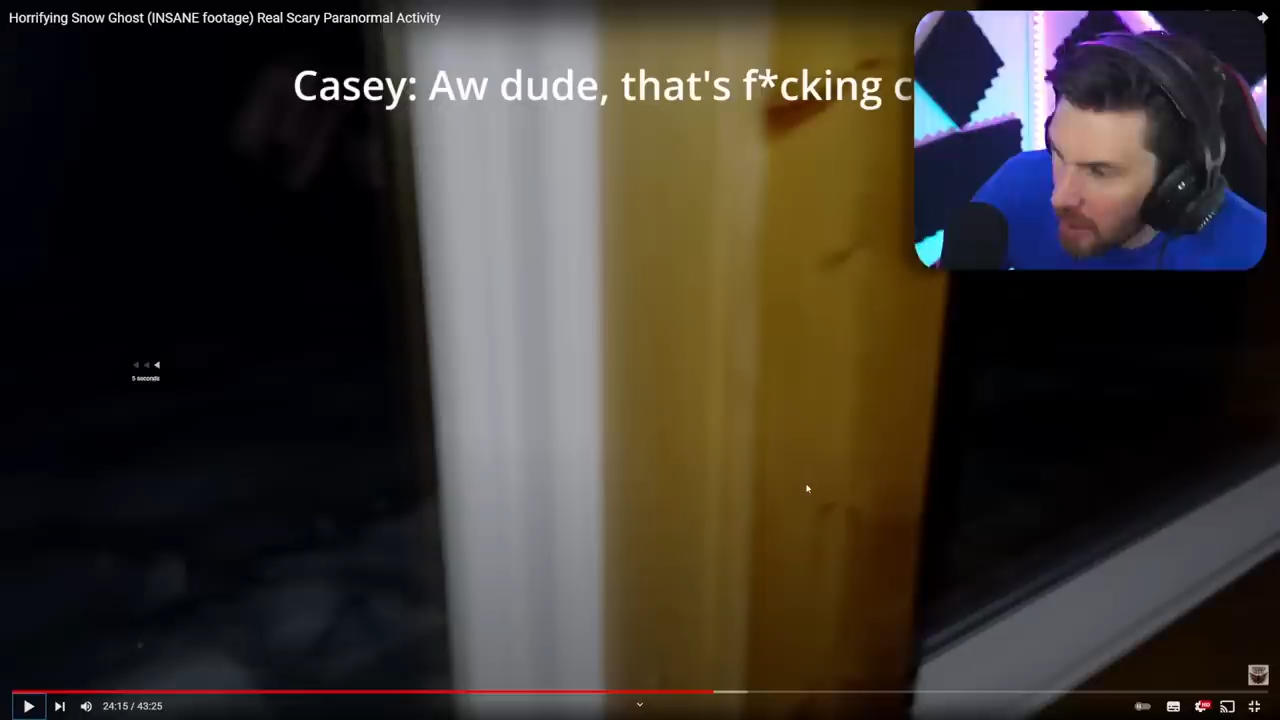 Horrifying Snow Ghost (INSANE footage) Real Scary Paranormal Activity
Casey: Aw dude, that's f*cking c
5 seconds
24:15 / 43:25
HD